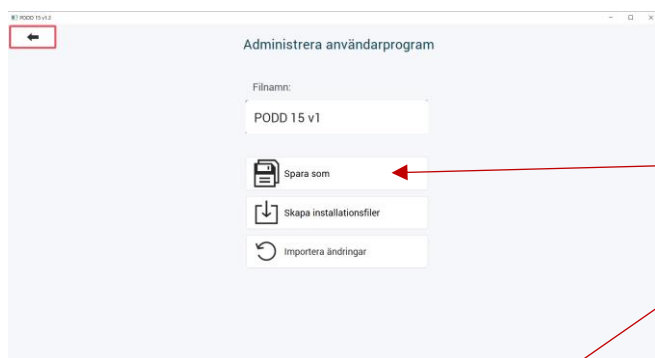 PODD 15 v1.2
Administrera användarprogram
Filnamn:
PODD 15 v1
Spara som
Skapa installationsfiler
Importera ändringar